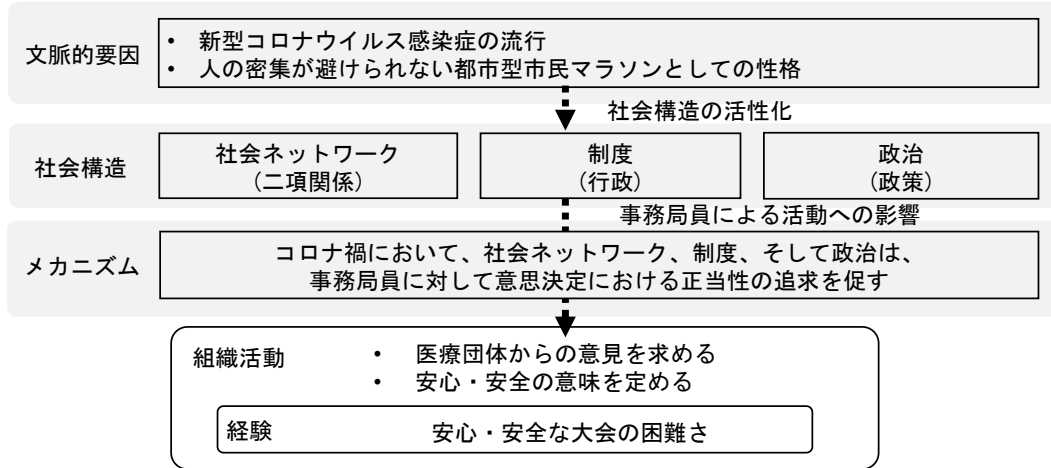 文脈的要因
• 新型コロナウイルス感染症の流行
• 人の密集が避けられない都市型市民マラソンとしての性格
社会構造の活性化
社会構造
社会ネットワーク
（二項関係）
制度
（行政）
政治
（政策）
事務局員による活動への影響
メカニズム
コロナ禍において、社会ネットワーク、制度、そして政治は、
事務局員に対して意思決定における正当性の追求を促す
組織活動
• 医療団体からの意見を求める
• 安心・安全の意味を定める
経験
安心・安全な大会の困難さ